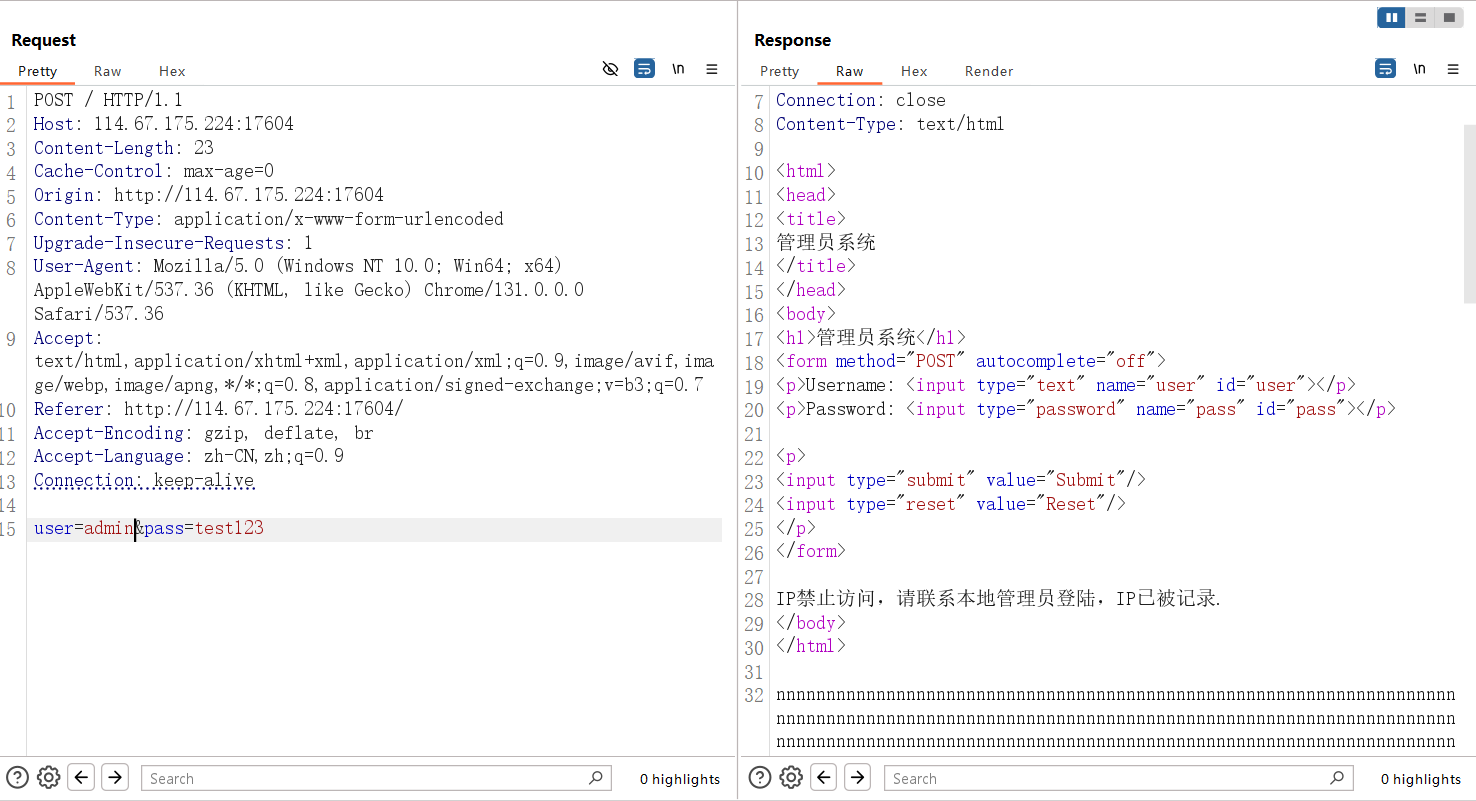 Request
Pretty Raw Hex
\n
1 POST / HTTP/1.1
2 Host: 114.67.175.224:17604
3 Content-Length: 23
4 Cache-Control: max-age=0
5 Origin: http://114.67.175.224:17604
6 Content-Type: application/x-www-form-urlencoded
7 Upgrade-Insecure-Requests: 1
8 User-Agent: Mozilla/5.0 (Windows NT 10.0; Win64; x64)
AppleWebKit/537.36 (KHTML, like Gecko) Chrome/131.0.0.0
Safari/537.36
9 Accept:
text/html,application/xhtml+xml,application/xml;q=0.9,image/avif,ima
ge/webp,image/apng,*/*;q=0.8,application/signed-exchange;v=b3;q=0.7
10 Referer: http://114.67.175.224:17604/
11 Accept-Encoding: gzip, deflate, br
12 Accept-Language: zh-CN,zh;q=0.9
13 Connection: keep-alive
14
15 user=admin&pass=test123
Search
0 highlights
Response
Pretty Raw Hex Render
\n
7 Connection: close
8 Content-Type: text/html
9
10 <html>
11 <head>
12 <title>
13 管理员系统
14 </title>
15 </head>
16 <body>
17 <h1>管理员系统</h1>
18 <form method="POST" autocomplete="off">
19 <p>Username: <input type="text" name="user" id="user"></p>
20 <p>Password: <input type="password" name="pass" id="pass"></p>
21
22 <p>
23 <input type="submit" value="Submit"/>
24 <input type="reset" value="Reset"/>
25 </p>
26 </form>
27
28 IP禁止访问，请联系本地管理员登陆，IP已被记录.
29 </body>
30 </html>
31
32 nnnnnnnnnnnnnnnnnnnnnnnnnnnnnnnnnnnnnnnnnnnnnnnnnnnnnnnnnnnnnnnnnnnn
nnnnnnnnnnnnnnnnnnnnnnnnnnnnnnnnnnnnnnnnnnnnnnnnnnnnnnnnnnnnnnnnnnnn
nnnnnnnnnnnnnnnnnnnnnnnnnnnnnnnnnnnnnnnnnnnnnnnnnnnnnnnnnnnnnnnnnnnn
Search
0 highlights